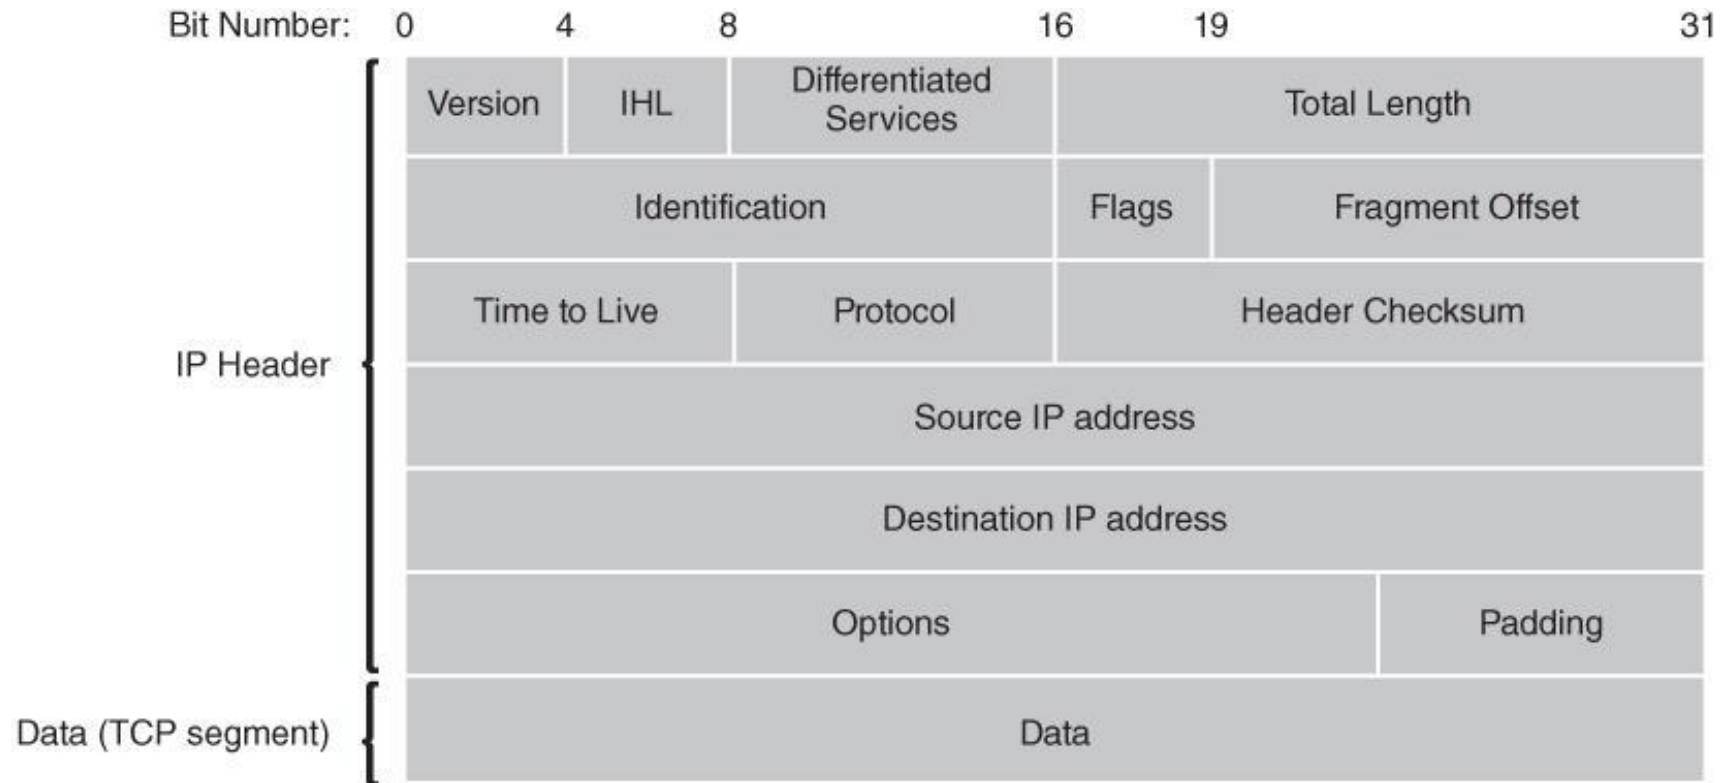 Bit Number: 0 4 8 16 19 31
Version IHL Differentiated Services Total Length
Identification Flags Fragment Offset
Time to Live Protocol Header Checksum
IP Header
Source IP address
Destination IP address
Options Padding
Data (TCP segment) Data